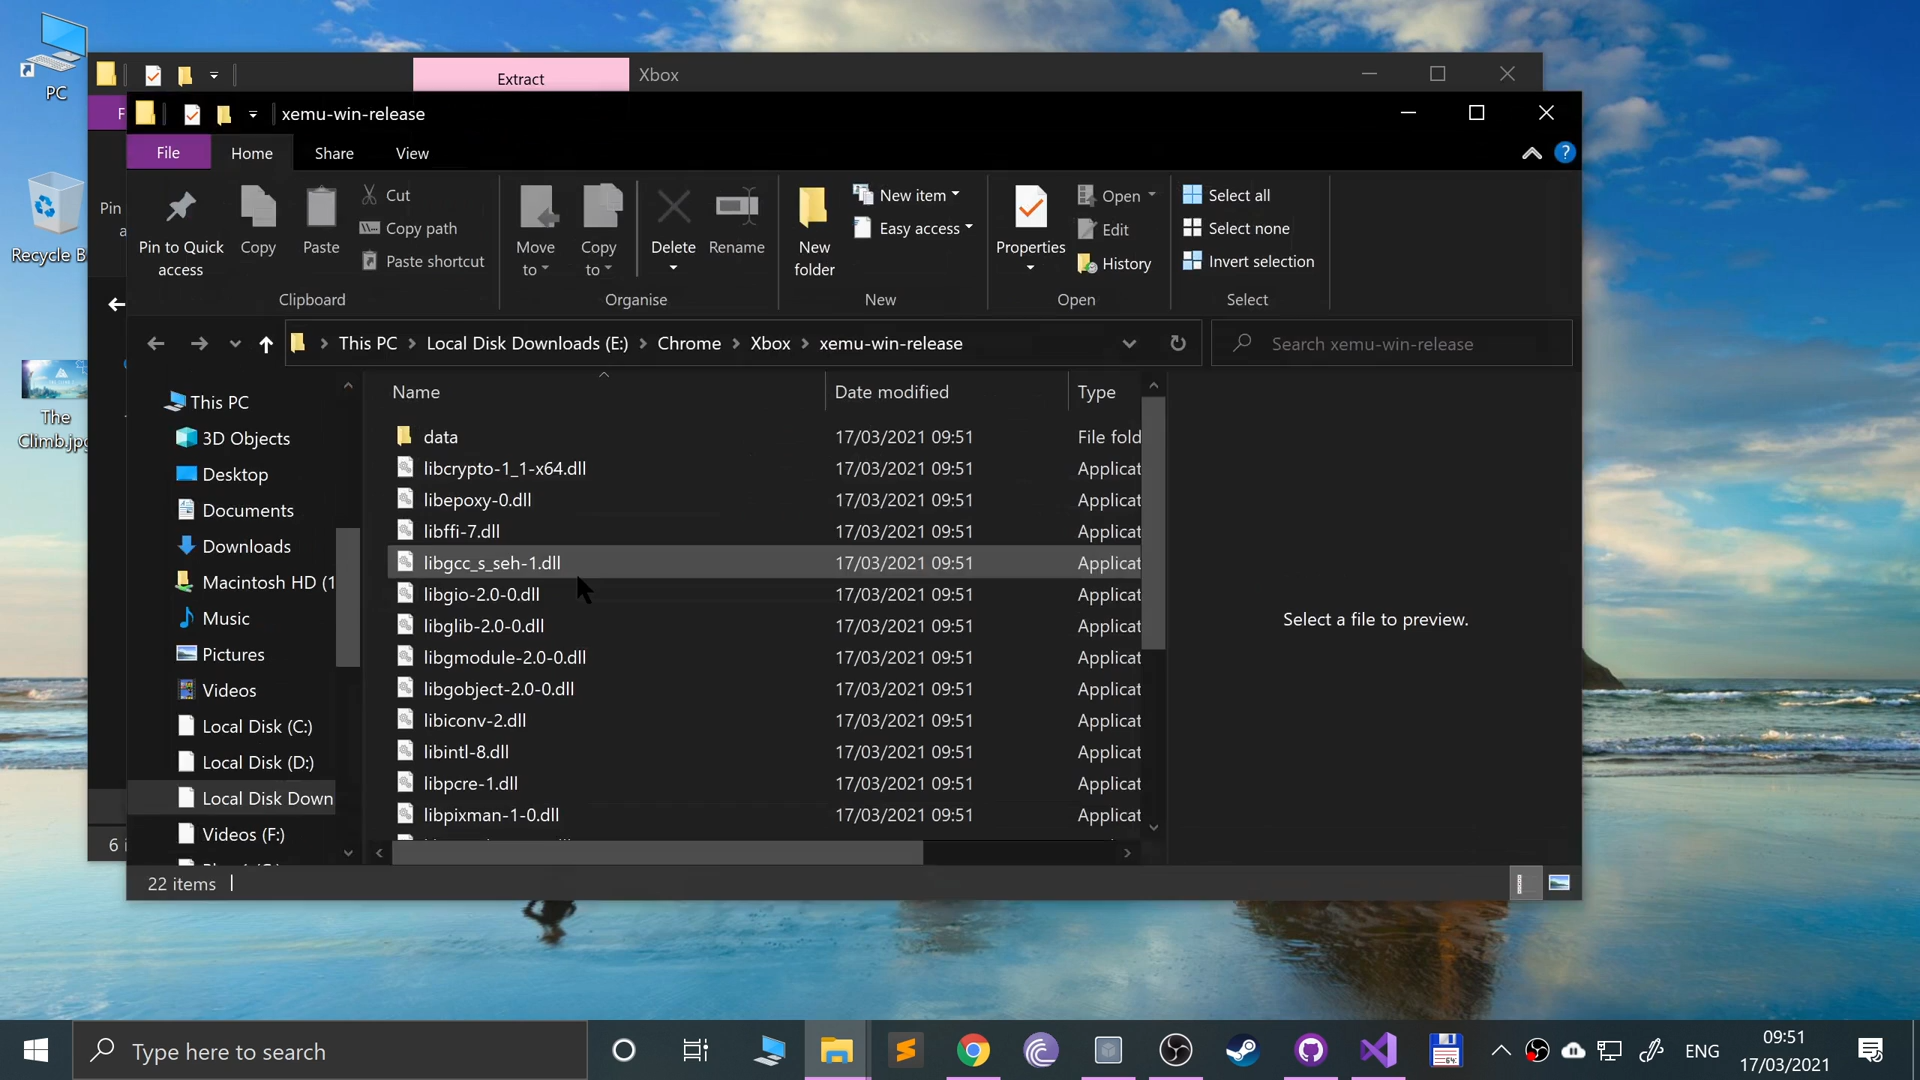 PC
Recycle B
The
Climb.jpg
Extract
Xbox
F
Pin
a
6 i
xemu-win-release
File
Home
Share
View
Pin to Quick
access
Copy
Paste
Cut
Copy path
Paste shortcut
Clipboard
Move
to
Copy
to
Delete
Rename
Organise
New
folder
New item
Easy access
New
Properties
Open
Edit
History
Open
Select all
Select none
Invert selection
Select
This PC > Local Disk Downloads (E:) > Chrome > Xbox > xemu-win-release
Search xemu-win-release
This PC
3D Objects
Desktop
Documents
Downloads
Macintosh HD (1
Music
Pictures
Videos
Local Disk (C:)
Local Disk (D:)
Local Disk Down
Videos (F:)
Name Date modified Type
data 17/03/2021 09:51 File fold
libcrypto-1_1-x64.dll 17/03/2021 09:51 Applicat
libepoxy-0.dll 17/03/2021 09:51 Applicat
libffi-7.dll 17/03/2021 09:51 Applicat
libgcc_s_seh-1.dll 17/03/2021 09:51 Applicat
libgio-2.0-0.dll 17/03/2021 09:51 Applicat
libglib-2.0-0.dll 17/03/2021 09:51 Applicat
libgmodule-2.0-0.dll 17/03/2021 09:51 Applicat
libgobject-2.0-0.dll 17/03/2021 09:51 Applicat
libiconv-2.dll 17/03/2021 09:51 Applicat
libintl-8.dll 17/03/2021 09:51 Applicat
libpcre-1.dll 17/03/2021 09:51 Applicat
libpixman-1-0.dll 17/03/2021 09:51 Applicat
Select a file to preview.
22 items
Type here to search
64:
ENG
09:51
17/03/2021